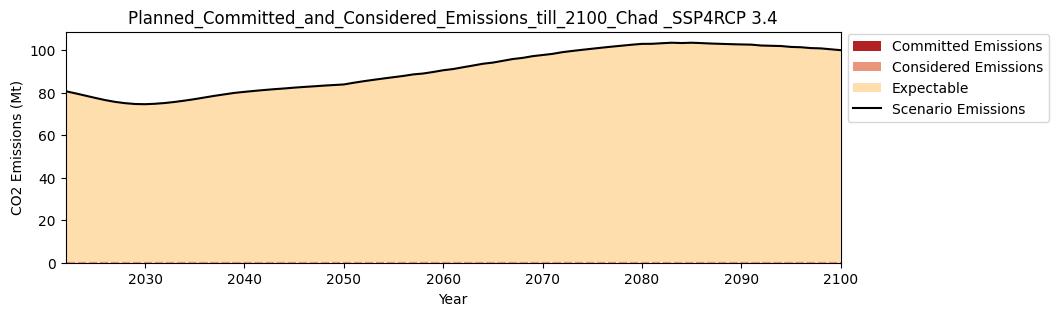 Planned_Committed_and_Considered_Emissions_till_2100_Chad _SSP4RCP 3.4
Committed Emissions
Considered Emissions
Expectable
Scenario Emissions
CO2 Emissions (Mt)
100
80
60
40
20
0
2030 2040 2050 2060 2070 2080 2090 2100
Year